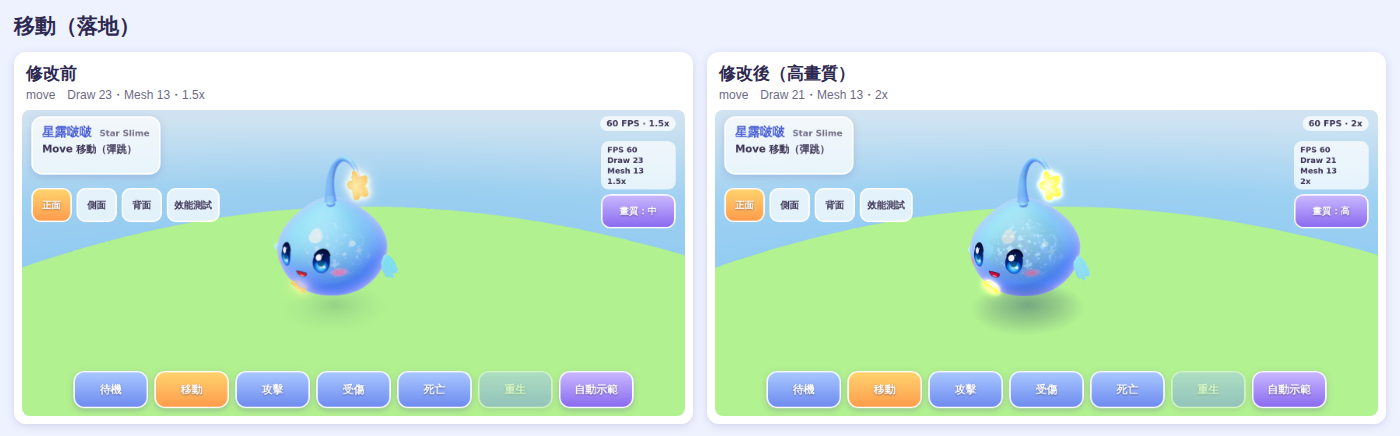 移動（落地）
修改前
move Draw 23・Mesh 13・1.5x
星露啵啵 Star Slime
Move 移動（彈跳）
60 FPS · 1.5x
FPS 60
Draw 23
Mesh 13
1.5x
正面 側面 背面 效能測試
畫質：中
待機 移動 攻擊 受傷 死亡 重生 自動示範
修改後（高畫質）
move Draw 21・Mesh 13・2x
星露啵啵 Star Slime
Move 移動（彈跳）
60 FPS · 2x
FPS 60
Draw 21
Mesh 13
2x
正面 側面 背面 效能測試
畫質：高
待機 移動 攻擊 受傷 死亡 重生 自動示範